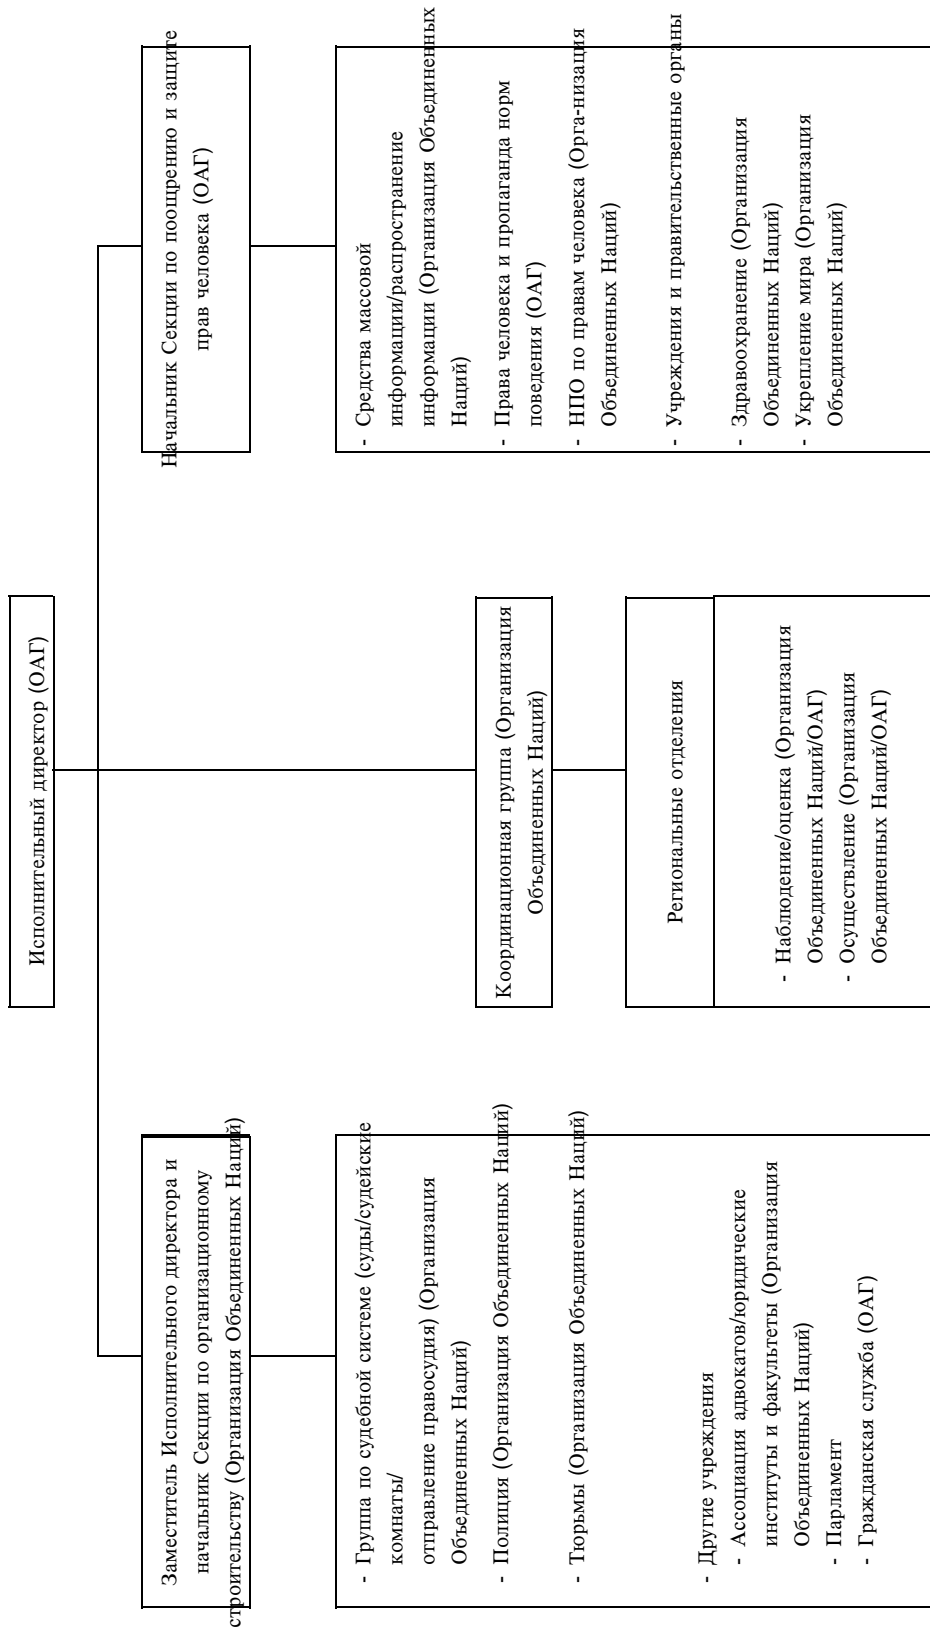 Исполнительный директор (ОАГ)
Заместитель Исполнительного директора и
начальник Секции по организационному
строительству (Организация Объединенных Наций)
- Группа по судебной системе (суды/судейские
комнаты/
отправление правосудия) (Организация
Объединенных Наций)
- Полиция (Организация Объединенных Наций)
- Тюрьмы (Организация Объединенных Наций)
- Другие учреждения
- Ассоциация адвокатов/юридические
институты и факультеты (Организация
Объединенных Наций)
- Парламент
- Гражданская служба (ОАГ)
Координационная группа (Организация
Объединенных Наций)
Региональные отделения
- Наблюдение/оценка (Организация
Объединенных Наций/ОАГ)
- Осуществление (Организация
Объединенных Наций/ОАГ)
Начальник Секции по поощрению и защите
прав человека (ОАГ)
- Средства массовой
информации/распространение
информации (Организация Объединенных
Наций)
- Права человека и пропаганда норм
поведения (ОАГ)
- НПО по правам человека (Орга-низация
Объединенных Наций)
- Учреждения и правительственные органы
- Здравоохранение (Организация
Объединенных Наций)
- Укрепление мира (Организация
Объединенных Наций)